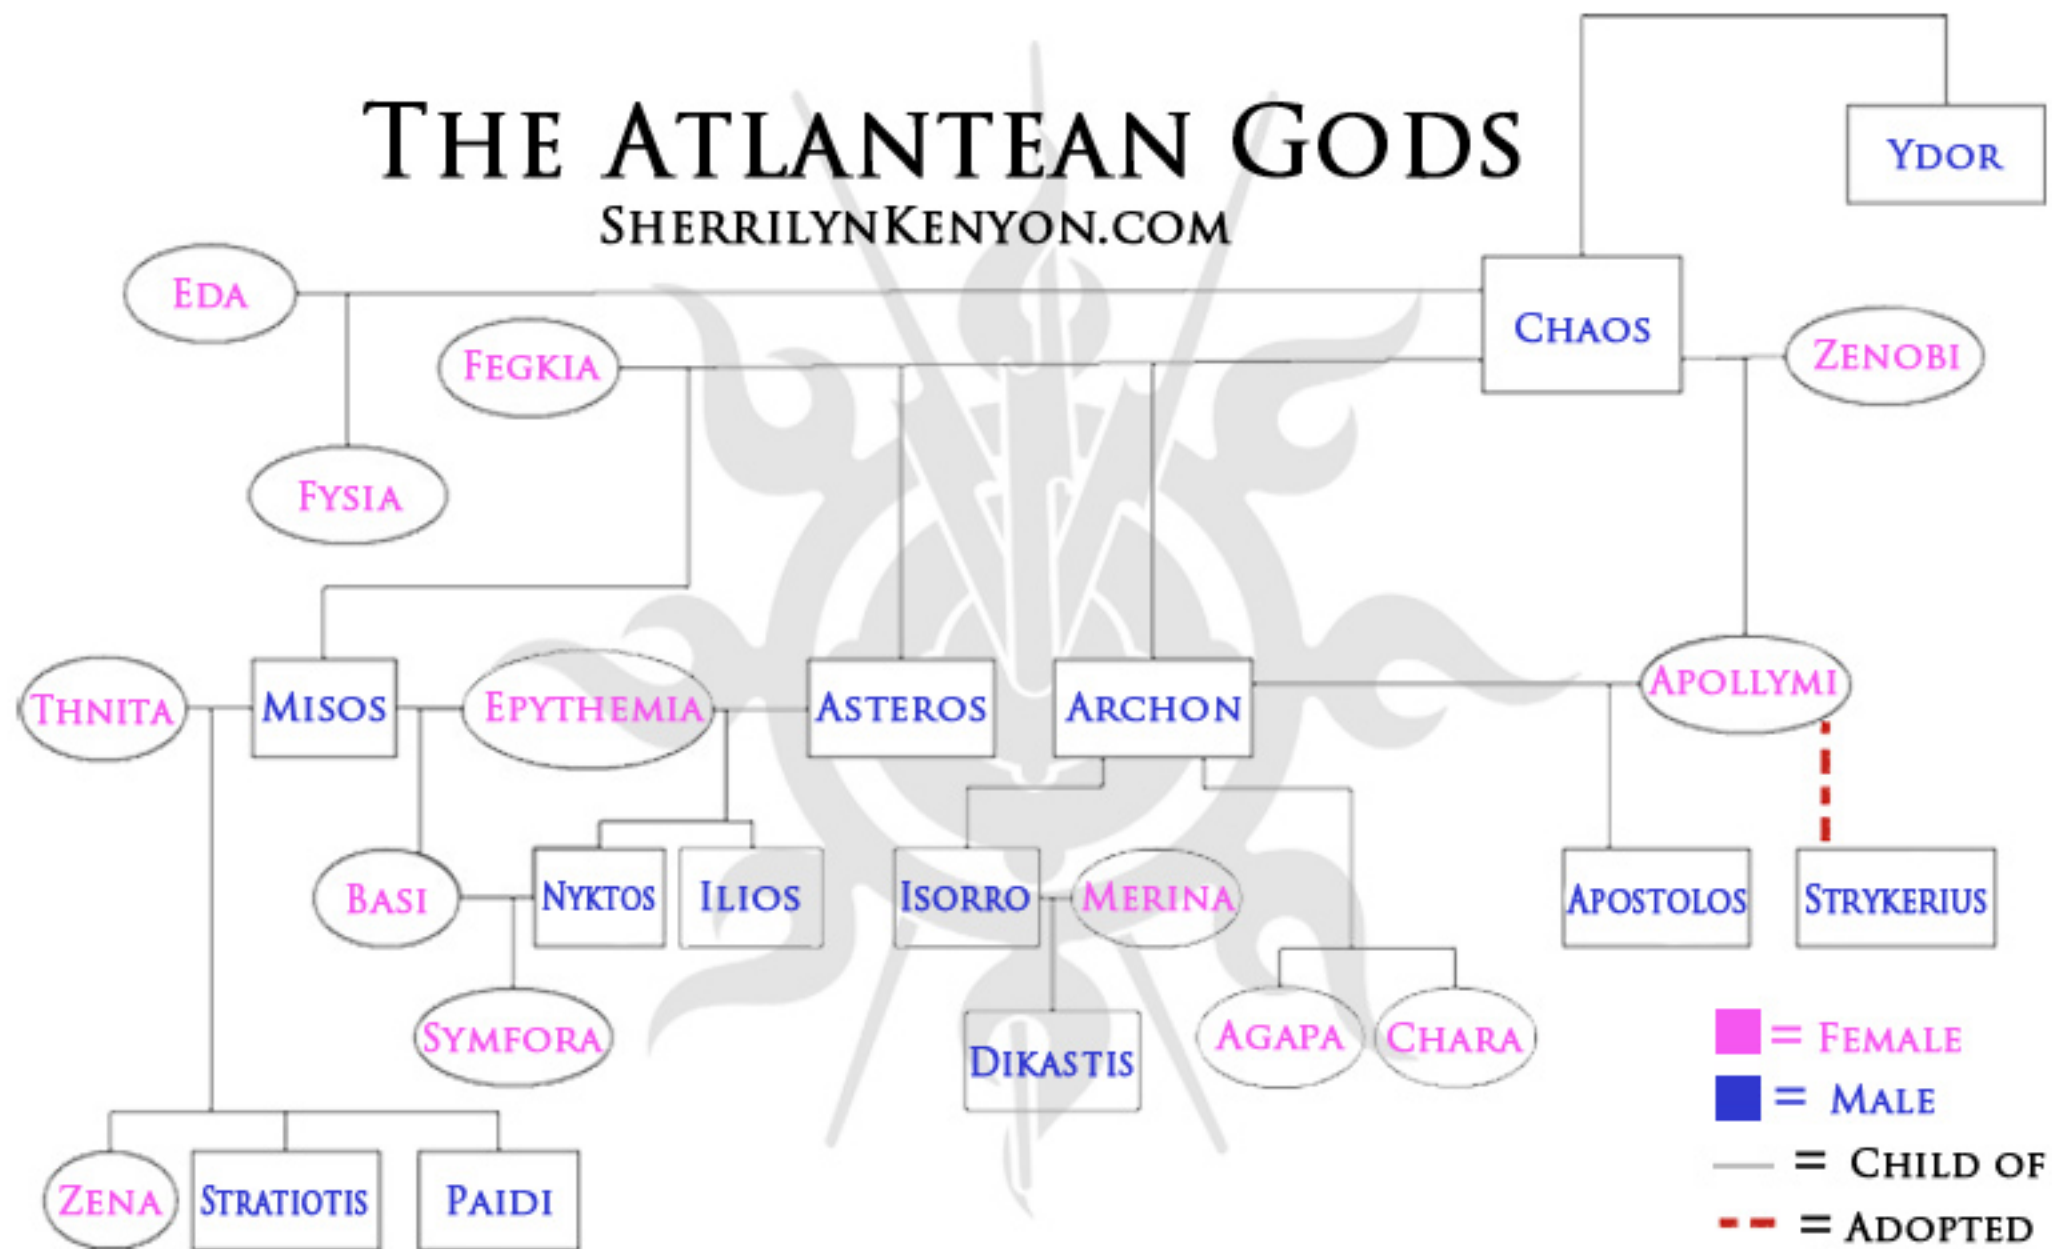 The Atlantean Gods
SherrilynKenyon.com
Ydor
Eda
Chaos
Fegkia
Zenobi
Fysia
Thnita
Misos
Epythemia
Asteros
Archon
Apollymi
Basi
Nyktos
Ilios
Isorro
Merina
Apostolos
Strykerius
Symfora
Dikastis
Agapa
Chara
Zena
Stratiotis
Paidi
= Female
= Male
= Child of
= Adopted